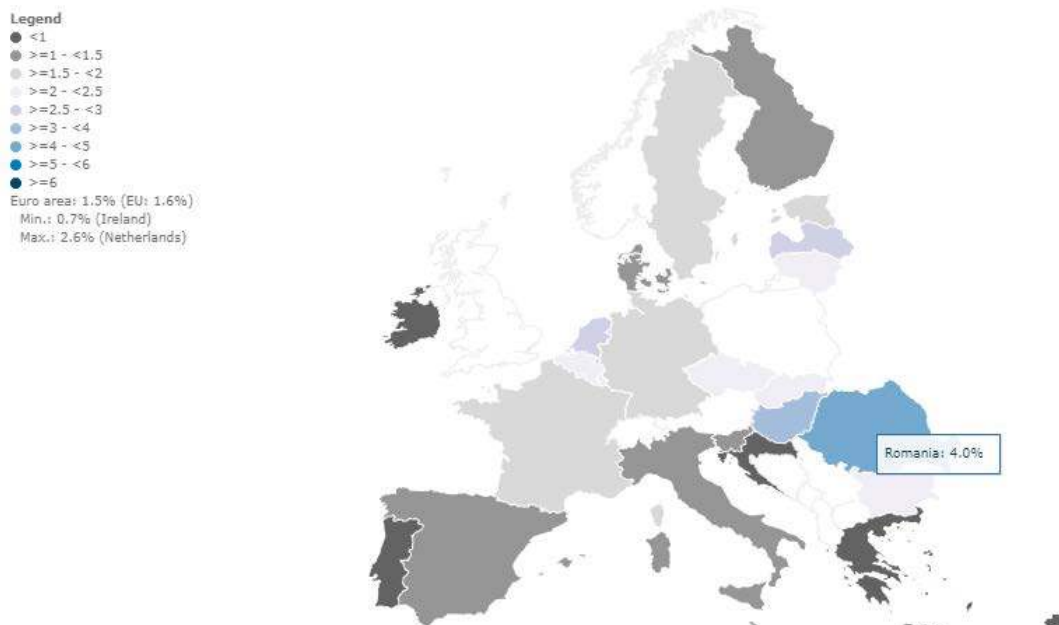 Legend
<1
>=1 - <1.5
>=1.5 - <2
>=2 - <2.5
>=2.5 - <3
>=3 - <4
>=4 - <5
>=5 - <6
>=6
Euro area: 1.5% (EU: 1.6%)
Min.: 0.7% (Ireland)
Max.: 2.6% (Netherlands)
Romania: 4.0%